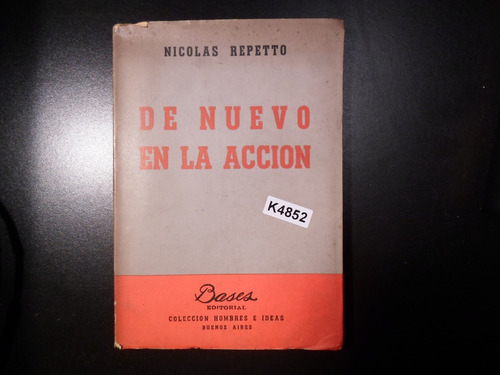 NICOLAS REPETTO
DE NUEVO
EN LA ACCION
K4852
Bases
EDITORIAL
COLECCION HOMBRES E IDEAS
BUENOS AIRES